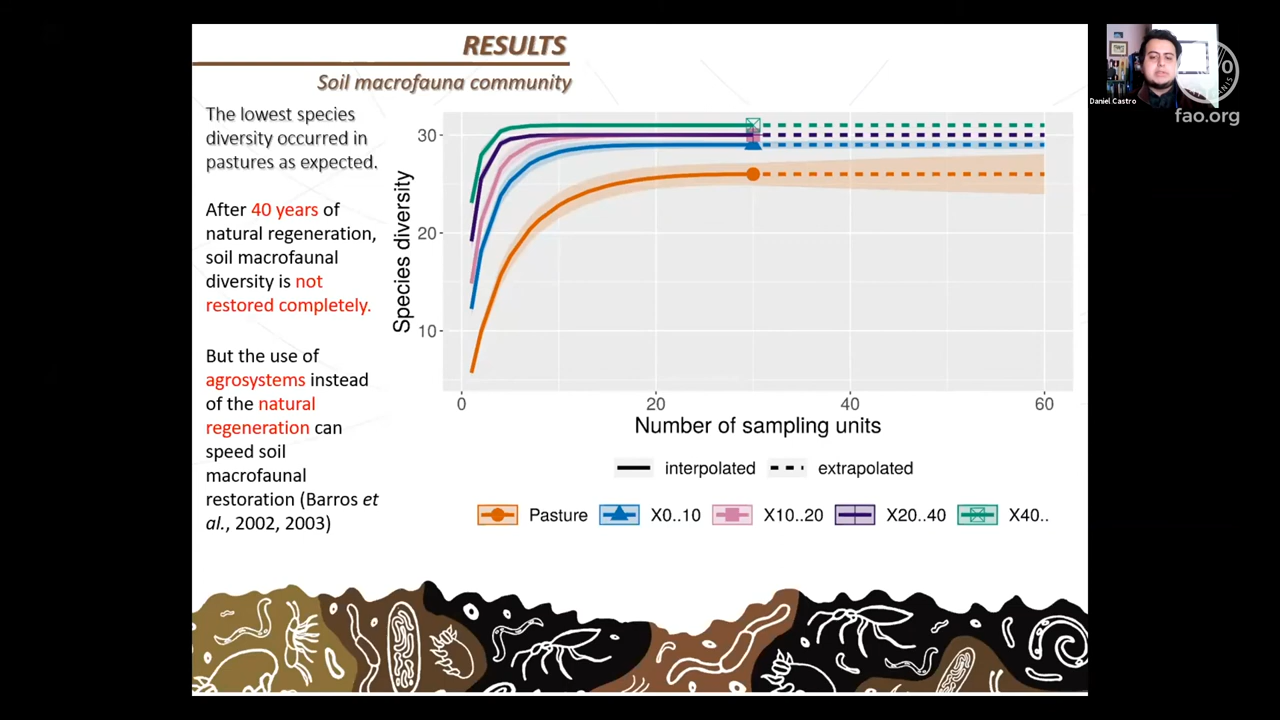 RESULTS
Soil macrofauna community
The lowest species
diversity occurred in
pastures as expected.
After 40 years of
natural regeneration,
soil macrofaunal
diversity is not
restored completely.
But the use of
agrosystems instead
of the natural
regeneration can
speed soil
macrofaunal
restoration (Barros et
al., 2002, 2003)
Species diversity
30
20
10
0
20
40
60
Number of sampling units
interpolated
extrapolated
Pasture
X0..10
X10..20
X20..40
X40..
Daniel Castro
fao.org